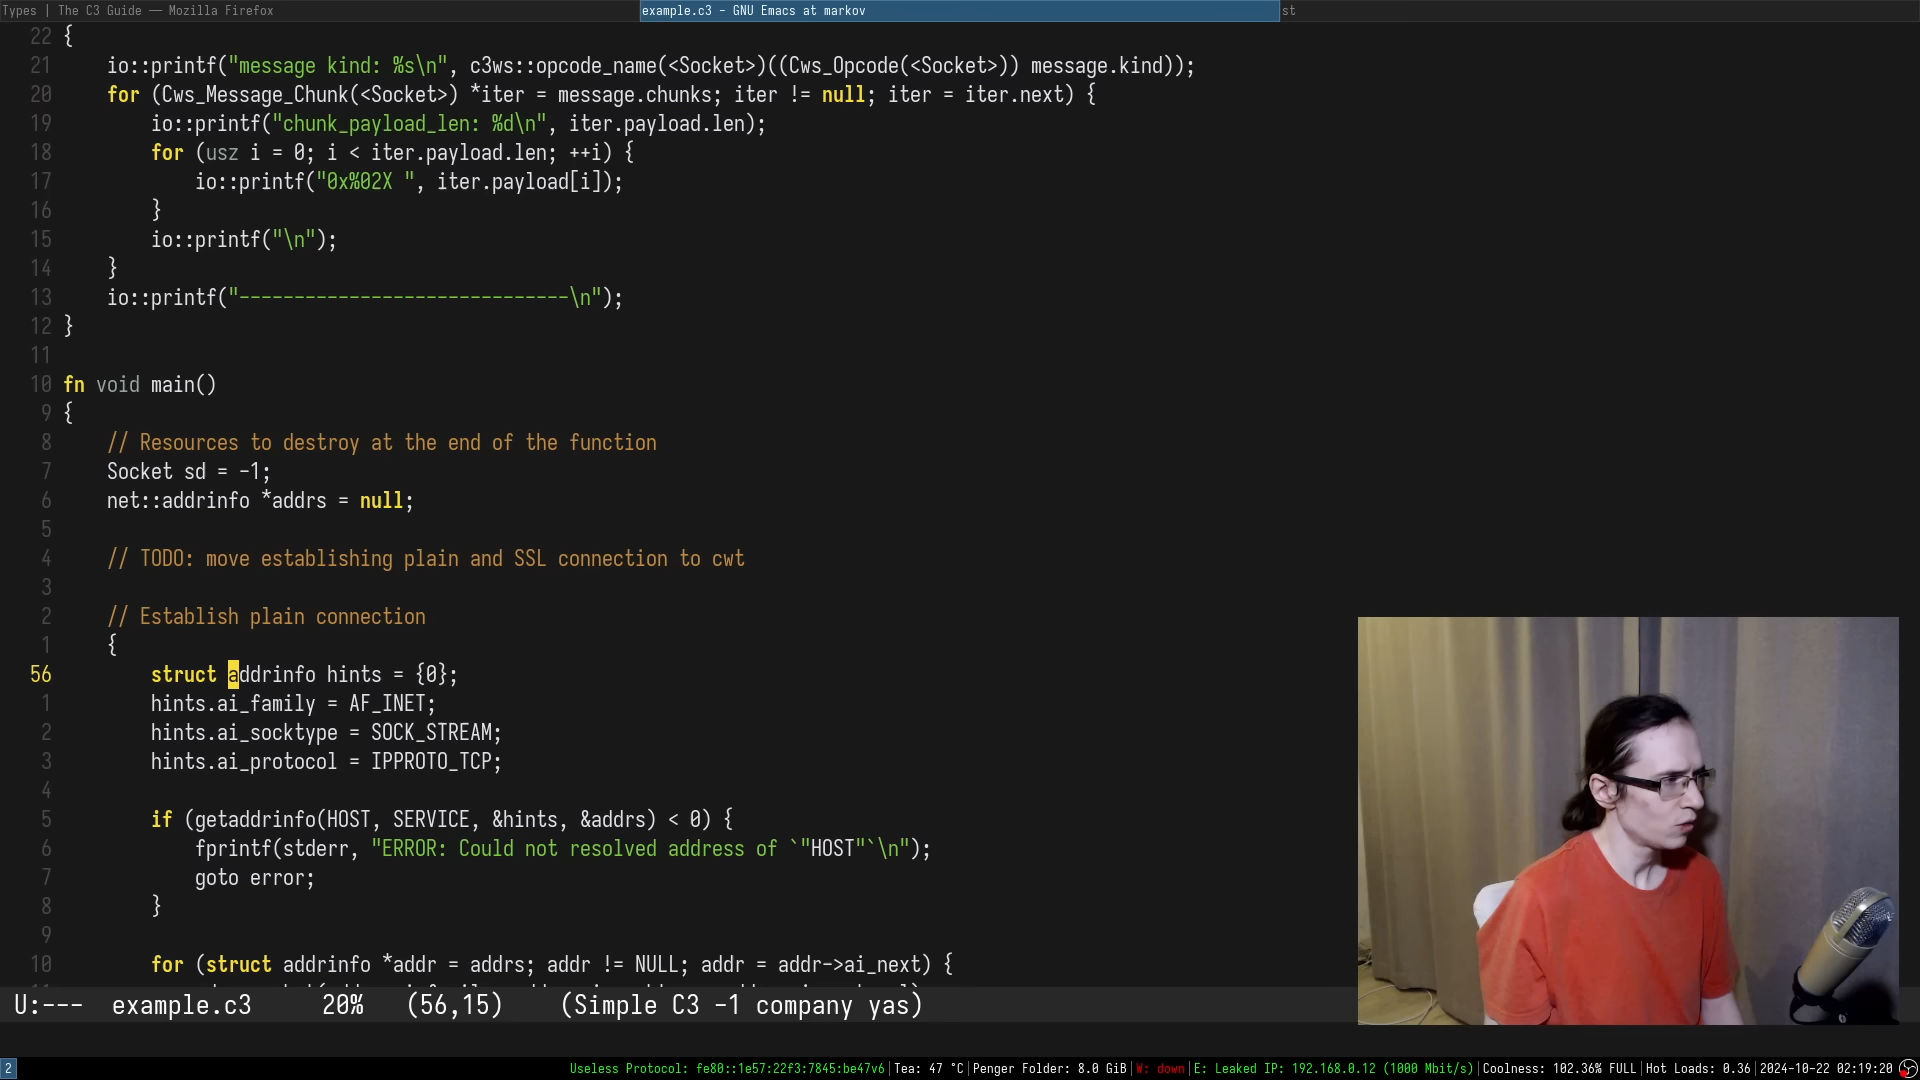 Types | The C3 Guide — Mozilla Firefox
example.c3 - GNU Emacs at markov
st
22 {
21 io::printf("message kind: %s\n", c3ws::opcode_name(<Socket>)((Cws_Opcode(<Socket>)) message.kind));
20 for (Cws_Message_Chunk(<Socket>) *iter = message.chunks; iter != null; iter = iter.next) {
19 io::printf("chunk_payload_len: %d\n", iter.payload.len);
18 for (usz i = 0; i < iter.payload.len; ++i) {
17 io::printf("0x%02X ", iter.payload[i]);
16 }
15 io::printf("\n");
14 }
13 io::printf("------------------------------\n");
12 }
11
10 fn void main()
9 {
8 // Resources to destroy at the end of the function
7 Socket sd = -1;
6 net::addrinfo *addrs = null;
5
4 // TODO: move establishing plain and SSL connection to cwt
3
2 // Establish plain connection
1 {
56 struct addrinfo hints = {0};
1 hints.ai_family = AF_INET;
2 hints.ai_socktype = SOCK_STREAM;
3 hints.ai_protocol = IPPROTO_TCP;
4
5 if (getaddrinfo(HOST, SERVICE, &hints, &addrs) < 0) {
6 fprintf(stderr, "ERROR: Could not resolved address of `"HOST"`\n");
7 goto error;
8 }
9
10 for (struct addrinfo *addr = addrs; addr != NULL; addr = addr->ai_next) {
U:--- example.c3 20% (56,15) (Simple C3 -1 company yas)
2 Useless Protocol: fe80::1e57:22f3:7845:be47v6|Tea: 47 °C|Penger Folder: 8.0 GiB|W: down|E: Leaked IP: 192.168.0.12 (1000 Mbit/s)|Coolness: 102.36% FULL|Hot Loads: 0.36|2024-10-22 02:19:20